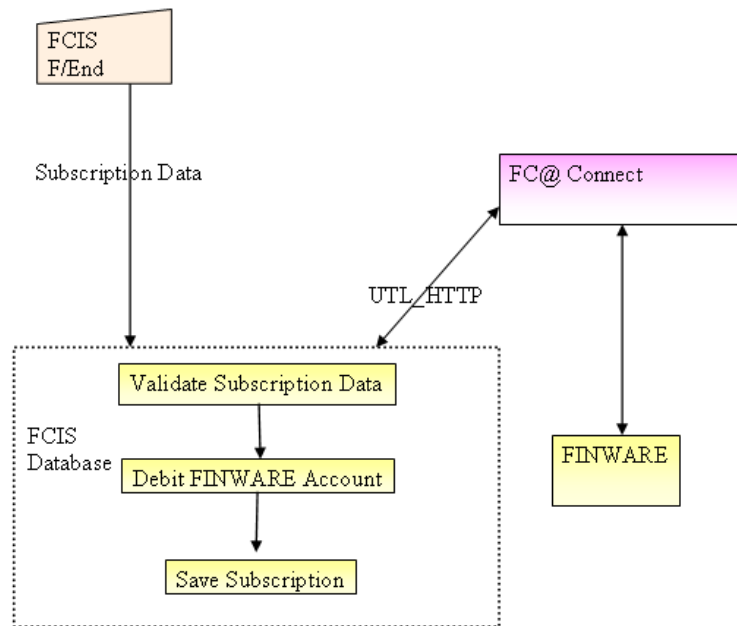 FCIS
F/End
Subscription Data
FC@ Connect
UTL_HTTP
Validate Subscription Data
FCIS
Database
Debit FINWARE Account
FINWARE
Save Subscription